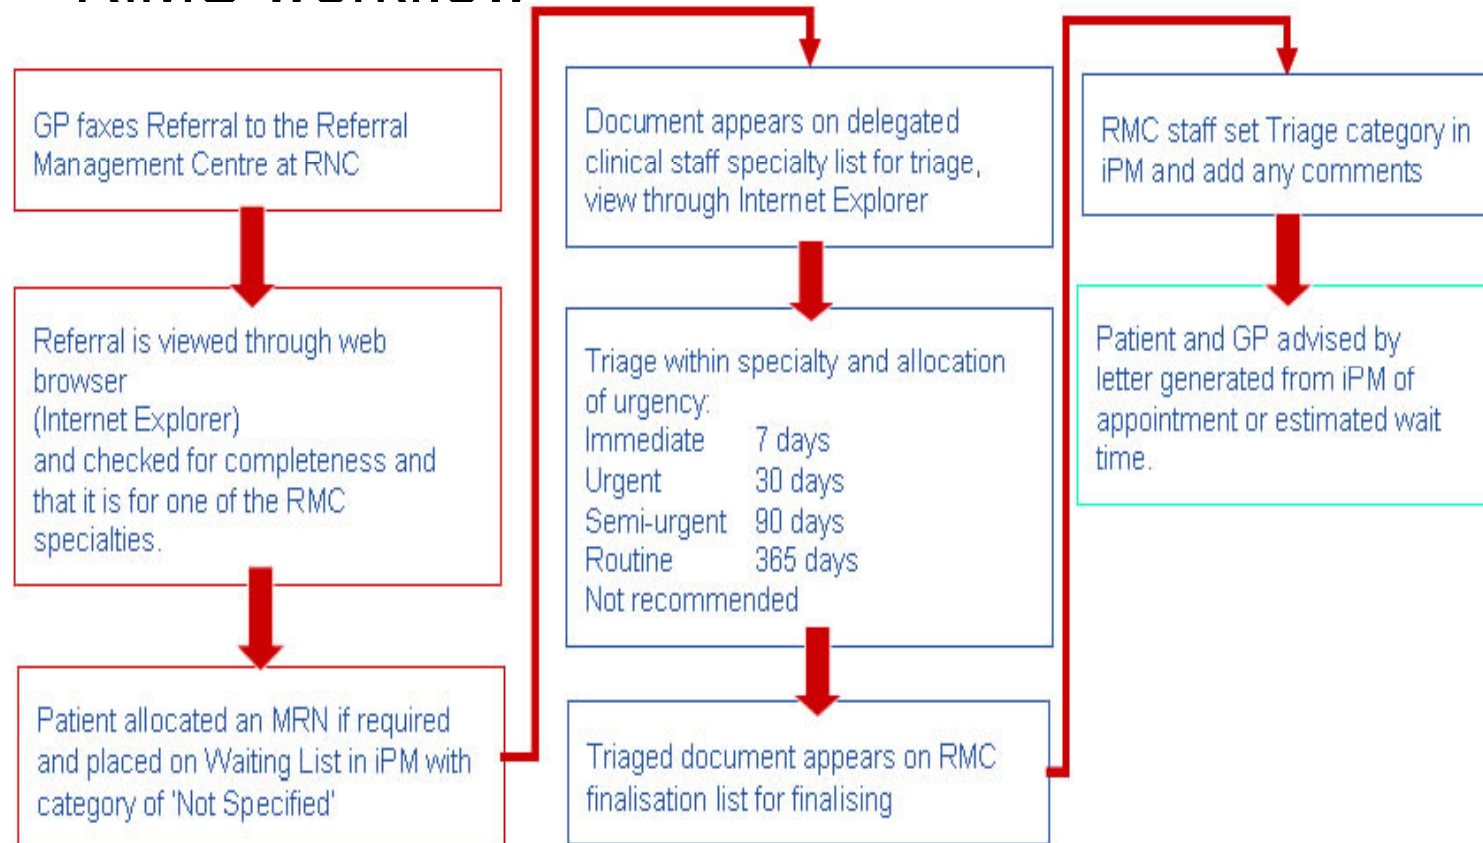 workflow
GP faxes Referral to the Referral
Management Centre at RNC
Referral is viewed through web
browser
(Internet Explorer)
and checked for completeness and
that it is for one of the RMC
specialties.
Patient allocated an MRN if required
and placed on Waiting List in iPM with
category of 'Not Specified'
Document appears on delegated
clinical staff specialty list for triage,
view through Internet Explorer
Triage within specialty and allocation
of urgency:
Immediate 7 days
Urgent 30 days
Semi-urgent 90 days
Routine 365 days
Not recommended
Triaged document appears on RMC
finalisation list for finalising
RMC staff set Triage category in
iPM and add any comments
Patient and GP advised by
letter generated from iPM of
appointment or estimated wait
time.